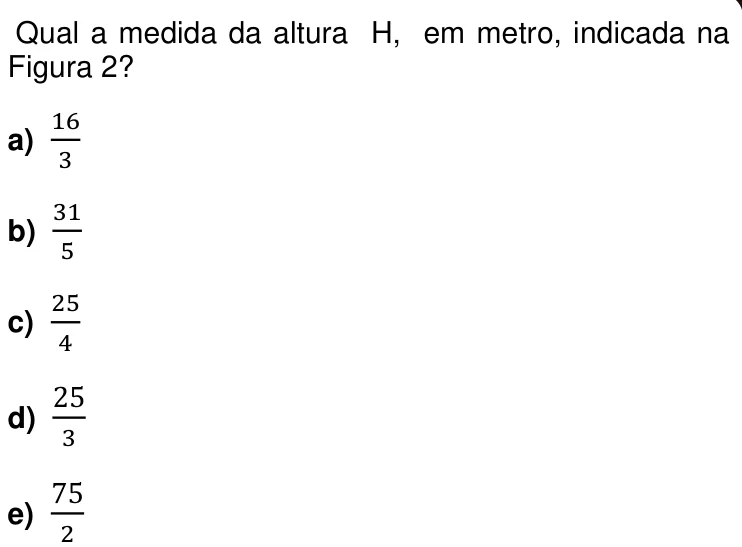 Qual a medida da altura H, em metro, indicada na
Figura 2?
a) 16/3
b) 31/5
c) 25/4
d) 25/3
e) 75/2